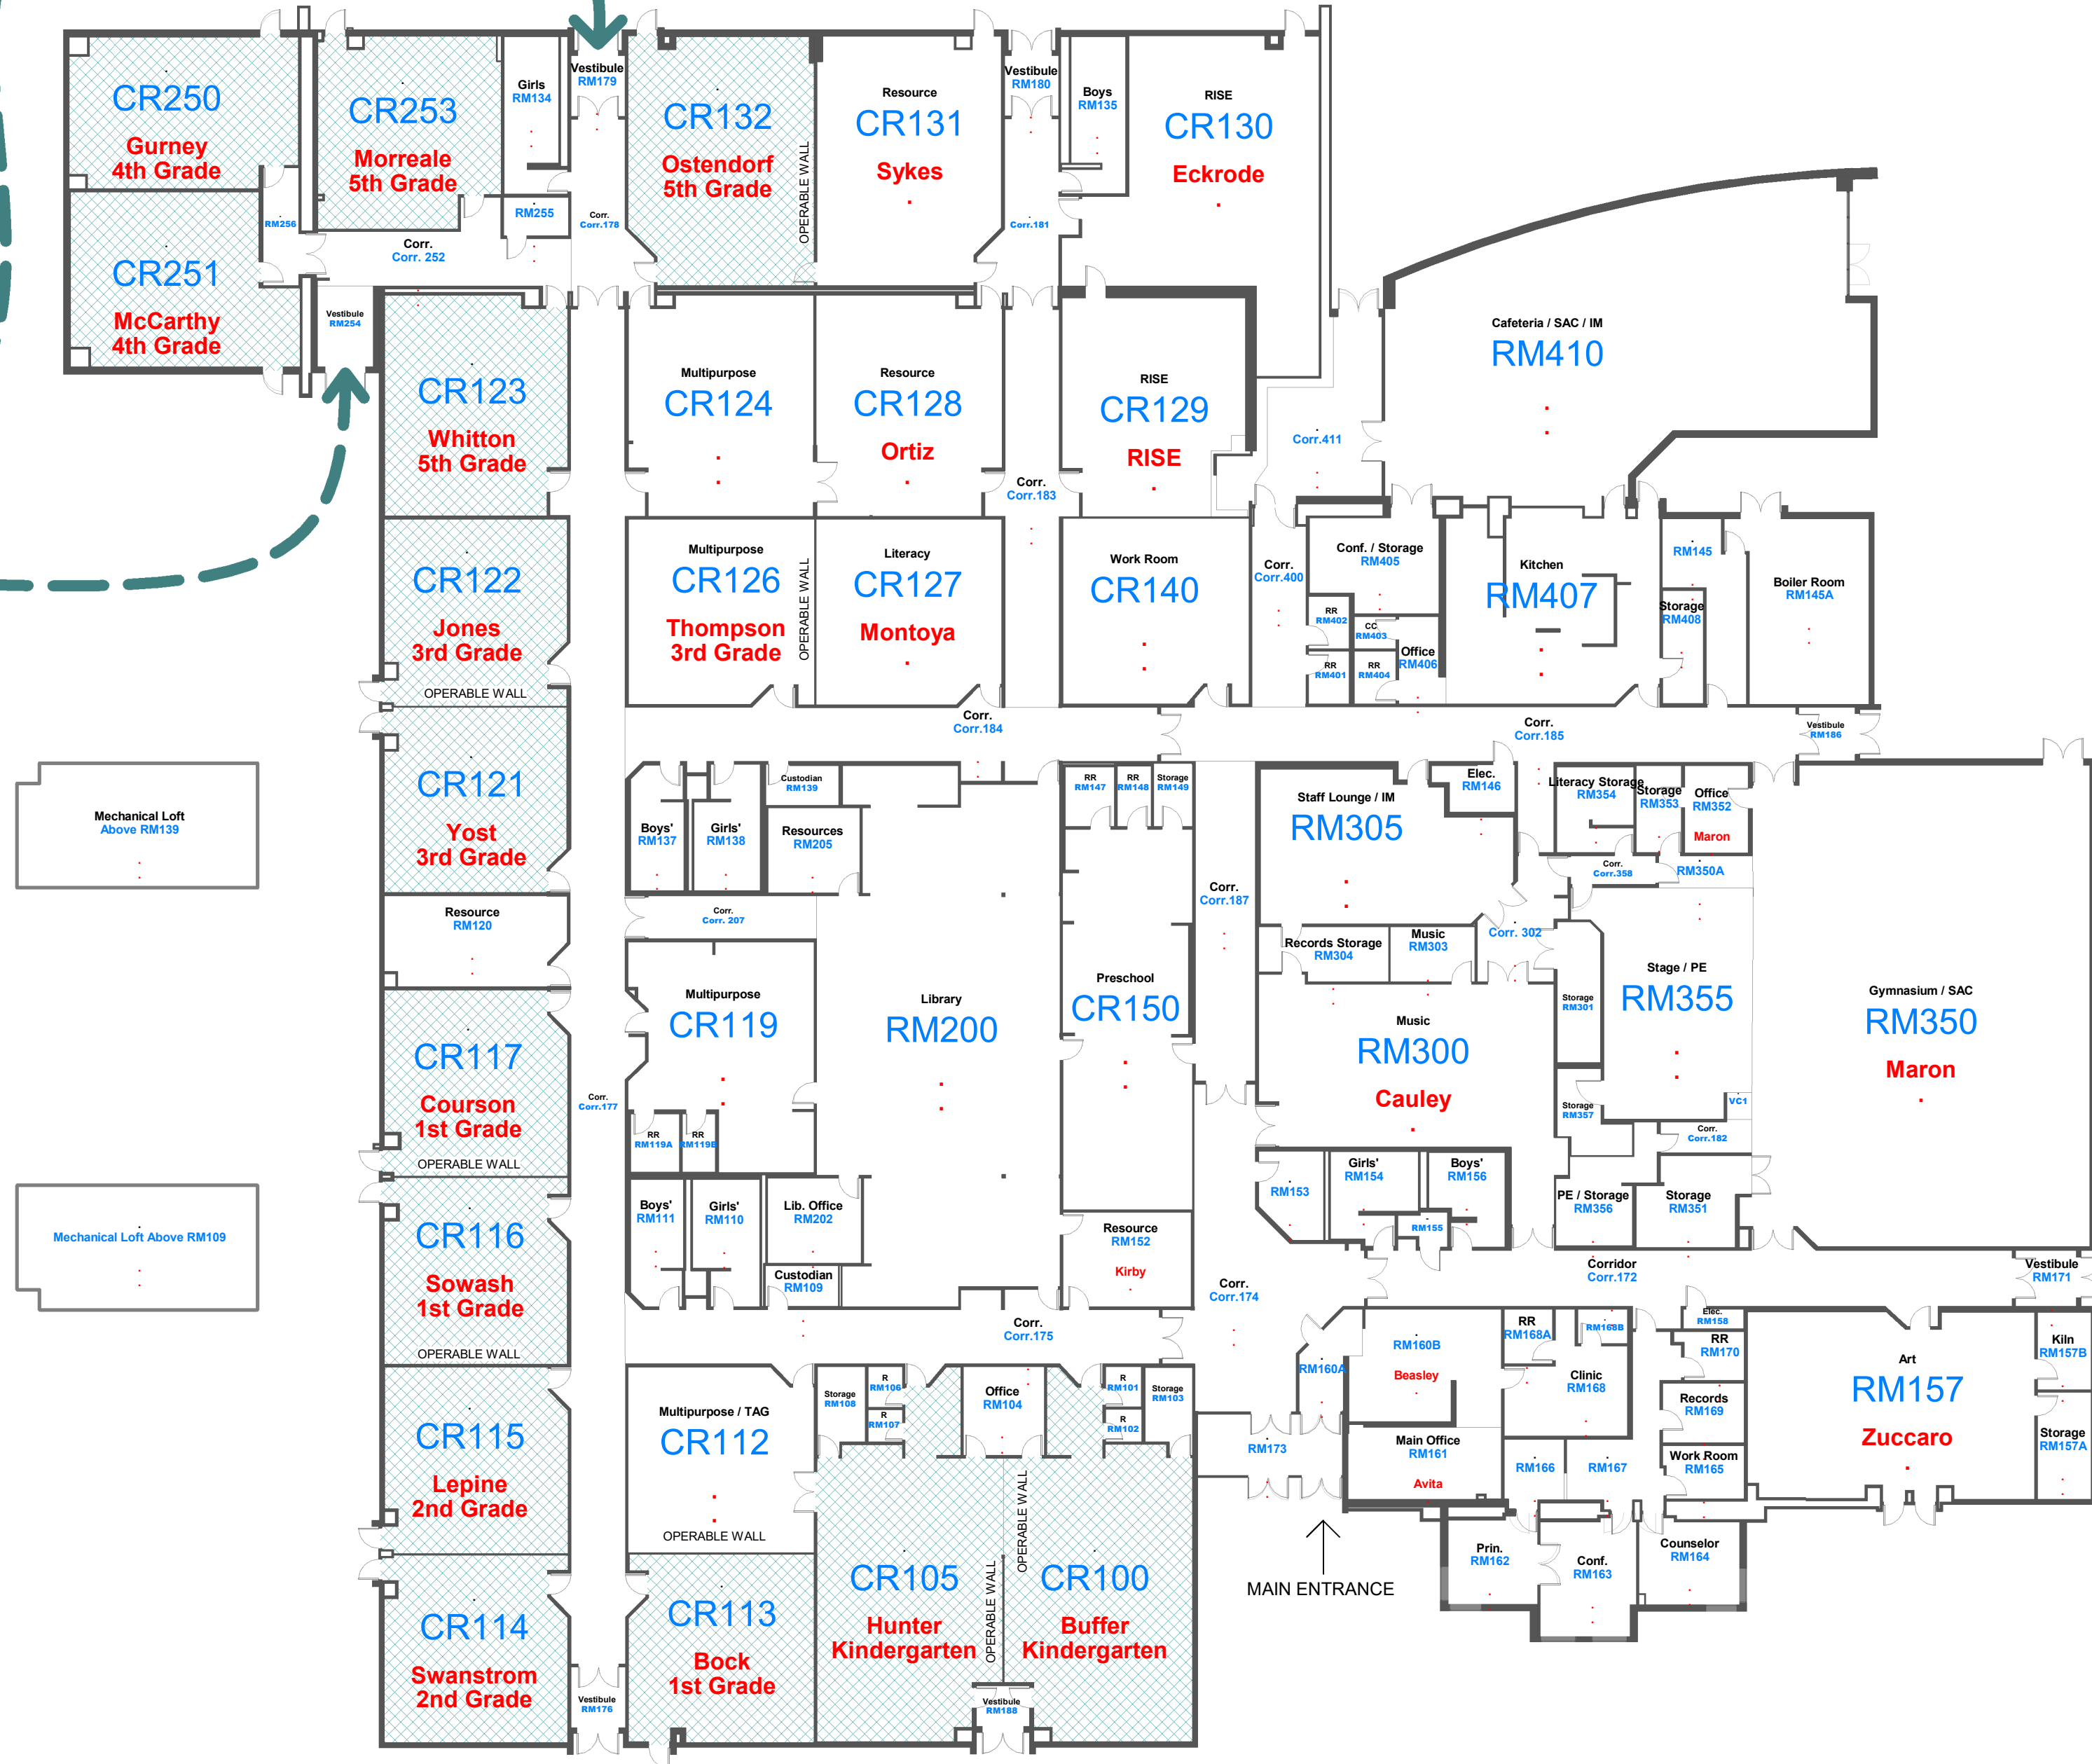 CR250
Gurney
4th Grade
CR251
McCarthy
4th Grade
RM256
CR253
Morreale
5th Grade
Girls
RM134
RM255
Corr.
Corr. 252
Vestibule
RM254
Vestibule
RM179
Corr.
Corr.178
CR132
Ostendorf
5th Grade
OPERABLE WALL
Resource
CR131
Sykes
Vestibule
RM180
Corr.181
Boys
RM135
RISE
CR130
Eckrode
CR123
Whitton
5th Grade
Multipurpose
CR124
Resource
CR128
Ortiz
Corr.
Corr.183
RISE
CR129
RISE
Corr.411
Cafeteria / SAC / IM
RM410
CR122
Jones
3rd Grade
OPERABLE WALL
Multipurpose
CR126
Thompson
3rd Grade
OPERABLE WALL
Literacy
CR127
Montoya
Work Room
CR140
Corr.
Corr.400
Conf. / Storage
RM405
RR
RM402
CC
RM403
RR
RM401
RR
RM404
Office
RM406
Kitchen
RM407
RM145
Storage
RM408
Boiler Room
RM145A
Corr.
Corr.184
Corr.
Corr.185
Vestibule
RM186
CR121
Yost
3rd Grade
Mechanical Loft
Above RM139
Boys'
RM137
Girls'
RM138
Custodian
RM139
Resources
RM205
RR
RM147
RR
RM148
Storage
RM149
Staff Lounge / IM
RM305
Elec.
RM146
Literacy Storage
RM354
Storage
RM353
Office
RM352
Maron
Corr.
Corr.358
RM350A
Resource
RM120
Corr.
Corr. 207
Corr.
Corr.187
Records Storage
RM304
Music
RM303
Corr. 302
CR117
Courson
1st Grade
OPERABLE WALL
Corr.
Corr.177
Multipurpose
CR119
RR
RM119A
RR
RM119B
Library
RM200
Preschool
CR150
Music
RM300
Cauley
Storage
RM301
Stage / PE
RM355
Storage
RM357
VC1
Corr.
Corr.182
Gymnasium / SAC
RM350
Maron
Mechanical Loft Above RM109
CR116
Sowash
1st Grade
OPERABLE WALL
Boys'
RM111
Girls'
RM110
Lib. Office
RM202
Custodian
RM109
Resource
RM152
Kirby
RM153
Girls'
RM154
RM155
Boys'
RM156
PE / Storage
RM356
Storage
RM351
Corr.
Corr.174
Corridor
Corr.172
Vestibule
RM171
Corr.
Corr.175
CR115
Lepine
2nd Grade
Multipurpose / TAG
CR112
OPERABLE WALL
Storage
RM108
R
RM106
R
RM107
Office
RM104
R
RM101
R
RM102
Storage
RM103
RM173
RM160A
RM160B
Beasley
Main Office
RM161
Avita
RR
RM168A
RM168B
Clinic
RM168
RM166
RM167
Elec.
RM158
RR
RM170
Records
RM169
Work Room
RM165
Art
RM157
Zuccaro
Kiln
RM157B
Storage
RM157A
CR114
Swanstrom
2nd Grade
Vestibule
RM176
CR113
Bock
1st Grade
CR105
Hunter
Kindergarten
OPERABLE WALL
OPERABLE WALL
CR100
Buffer
Kindergarten
Vestibule
RM188
MAIN ENTRANCE
Prin.
RM162
Conf.
RM163
Counselor
RM164